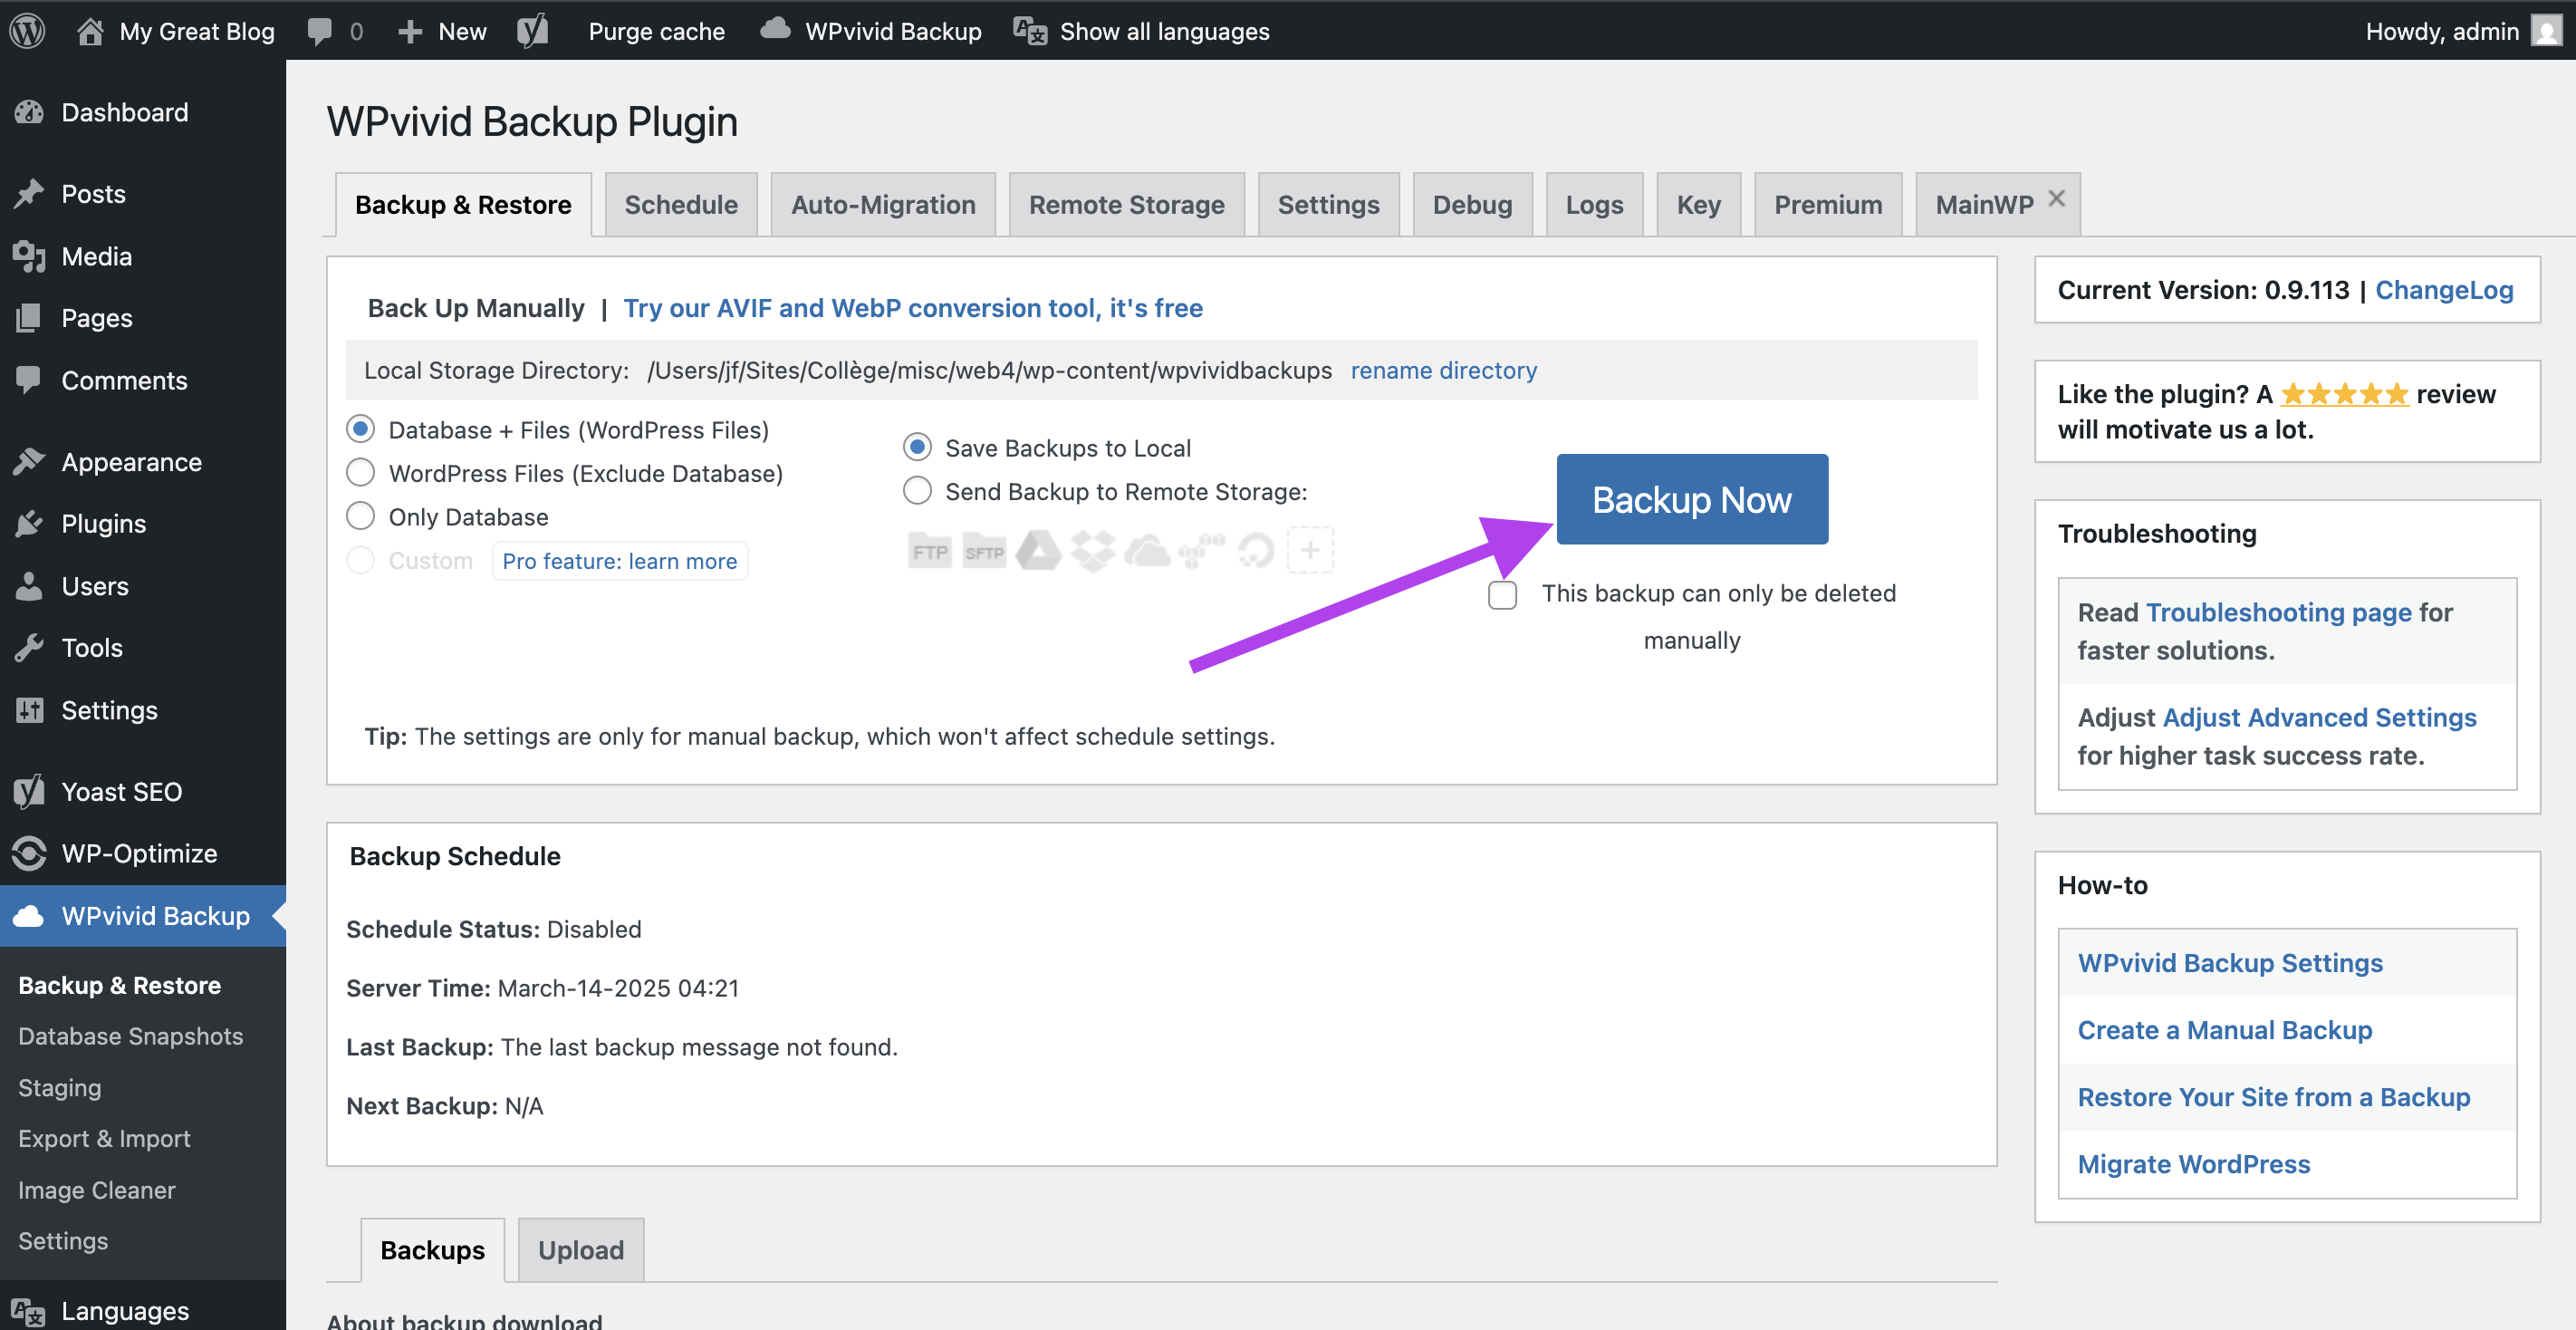 My Great Blog 0 New Purge cache WPvivid Backup Show all languages Howdy, admin
Dashboard
Posts
Media
Pages
Comments
Appearance
Plugins
Users
Tools
Settings
Yoast SEO
WP-Optimize
WPvivid Backup
Backup & Restore
Database Snapshots
Staging
Export & Import
Image Cleaner
Settings
Languages
WPvivid Backup Plugin
Backup & Restore Schedule Auto-Migration Remote Storage Settings Debug Logs Key Premium MainWP
Back Up Manually | Try our AVIF and WebP conversion tool, it's free
Local Storage Directory: /Users/jf/Sites/Collège/misc/web4/wp-content/wpvividbackups rename directory
Database + Files (WordPress Files)
WordPress Files (Exclude Database)
Only Database
Custom Pro feature: learn more
Save Backups to Local
Send Backup to Remote Storage:
FTP SFTP
Backup Now
This backup can only be deleted
manually
Tip: The settings are only for manual backup, which won't affect schedule settings.
Backup Schedule
Schedule Status: Disabled
Server Time: March-14-2025 04:21
Last Backup: The last backup message not found.
Next Backup: N/A
Backups Upload
About backup download
Current Version: 0.9.113 | ChangeLog
Like the plugin? A ★★★★★ review
will motivate us a lot.
Troubleshooting
Read Troubleshooting page for
faster solutions.
Adjust Adjust Advanced Settings
for higher task success rate.
How-to
WPvivid Backup Settings
Create a Manual Backup
Restore Your Site from a Backup
Migrate WordPress